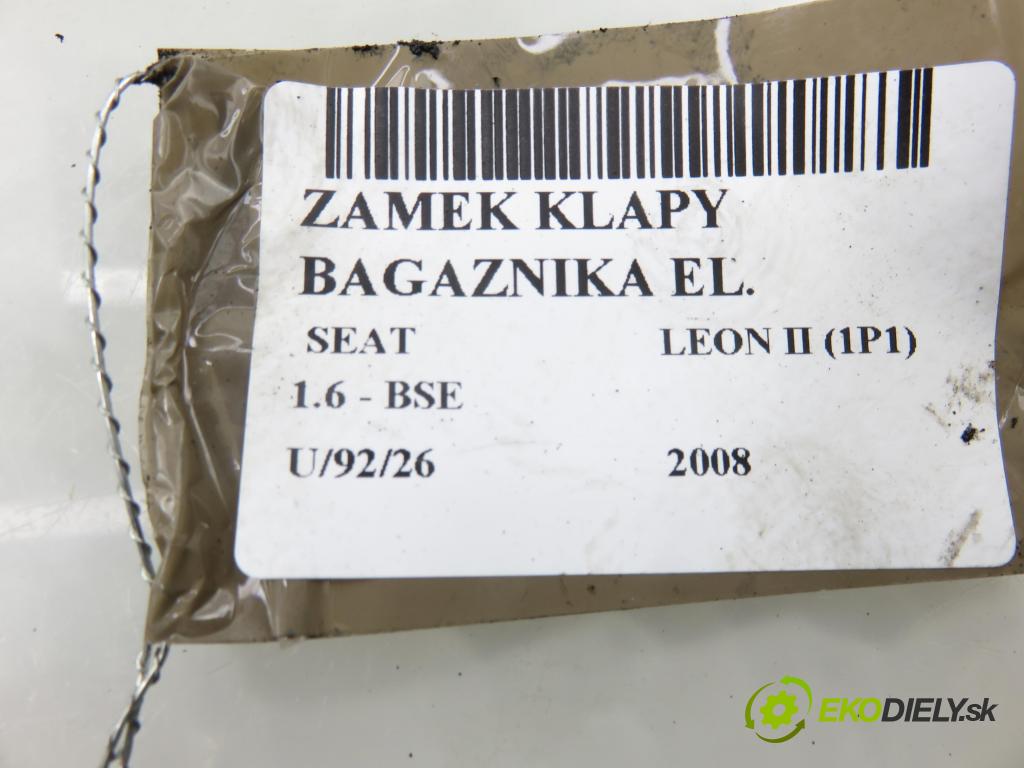 ZAMEK KLAPY
BAGAZNIKA EL.
SEAT LEON II (1P1)
1.6 - BSE
U/92/26 2008
EKODIELY.sk